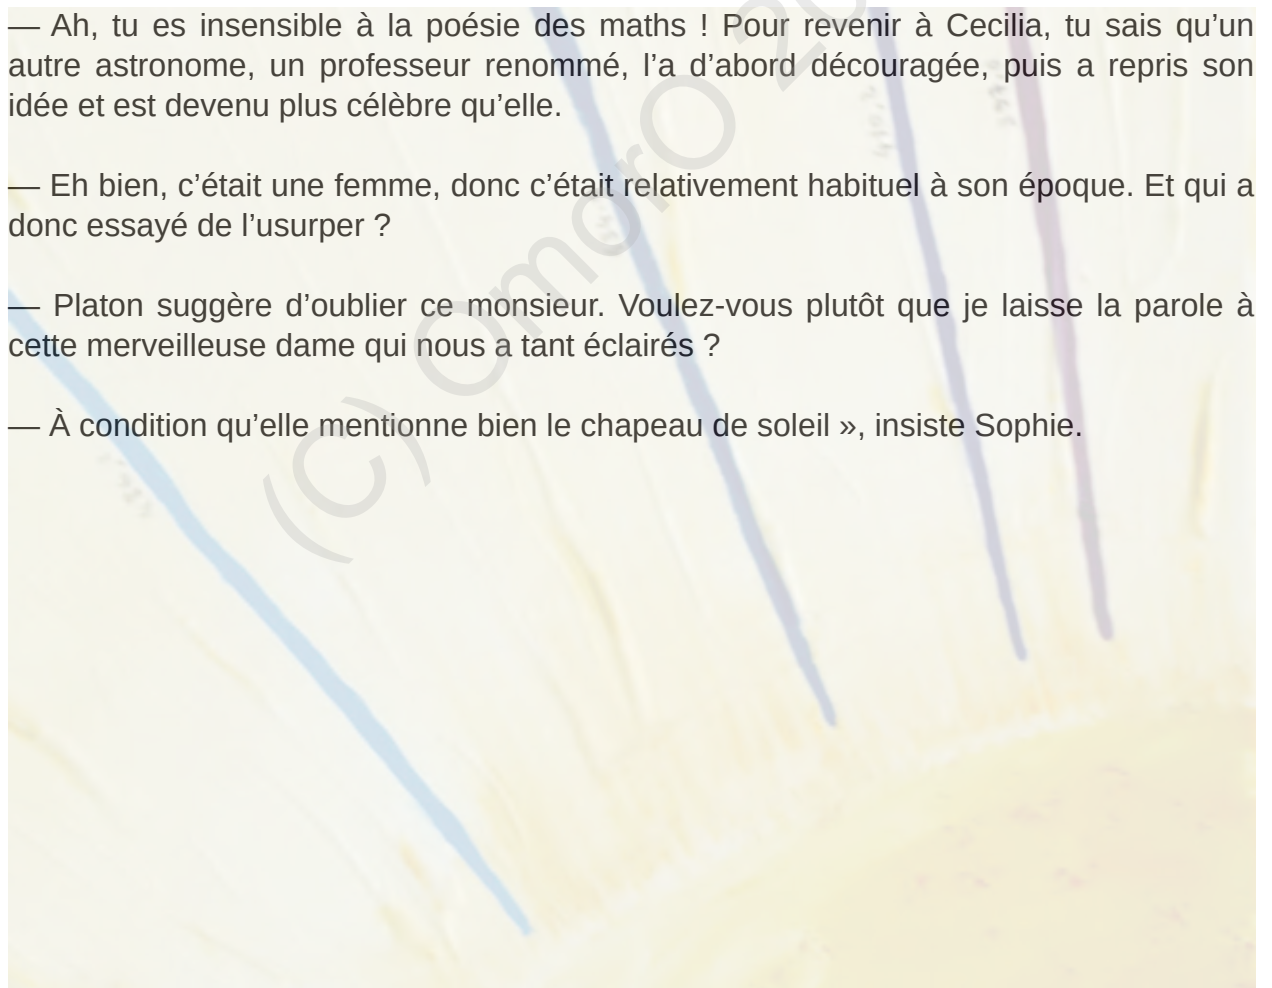 — Ah, tu es insensible à la poésie des maths ! Pour revenir à Cecilia, tu sais qu’un
autre astronome, un professeur renommé, l’a d’abord découragée, puis a repris son
idée et est devenu plus célèbre qu’elle.
— Eh bien, c’était une femme, donc c’était relativement habituel à son époque. Et qui a
donc essayé de l’usurper ?
— Platon suggère d’oublier ce monsieur. Voulez-vous plutôt que je laisse la parole à
cette merveilleuse dame qui nous a tant éclairés ?
— À condition qu’elle mentionne bien le chapeau de soleil », insiste Sophie.
(C) OmorO 20